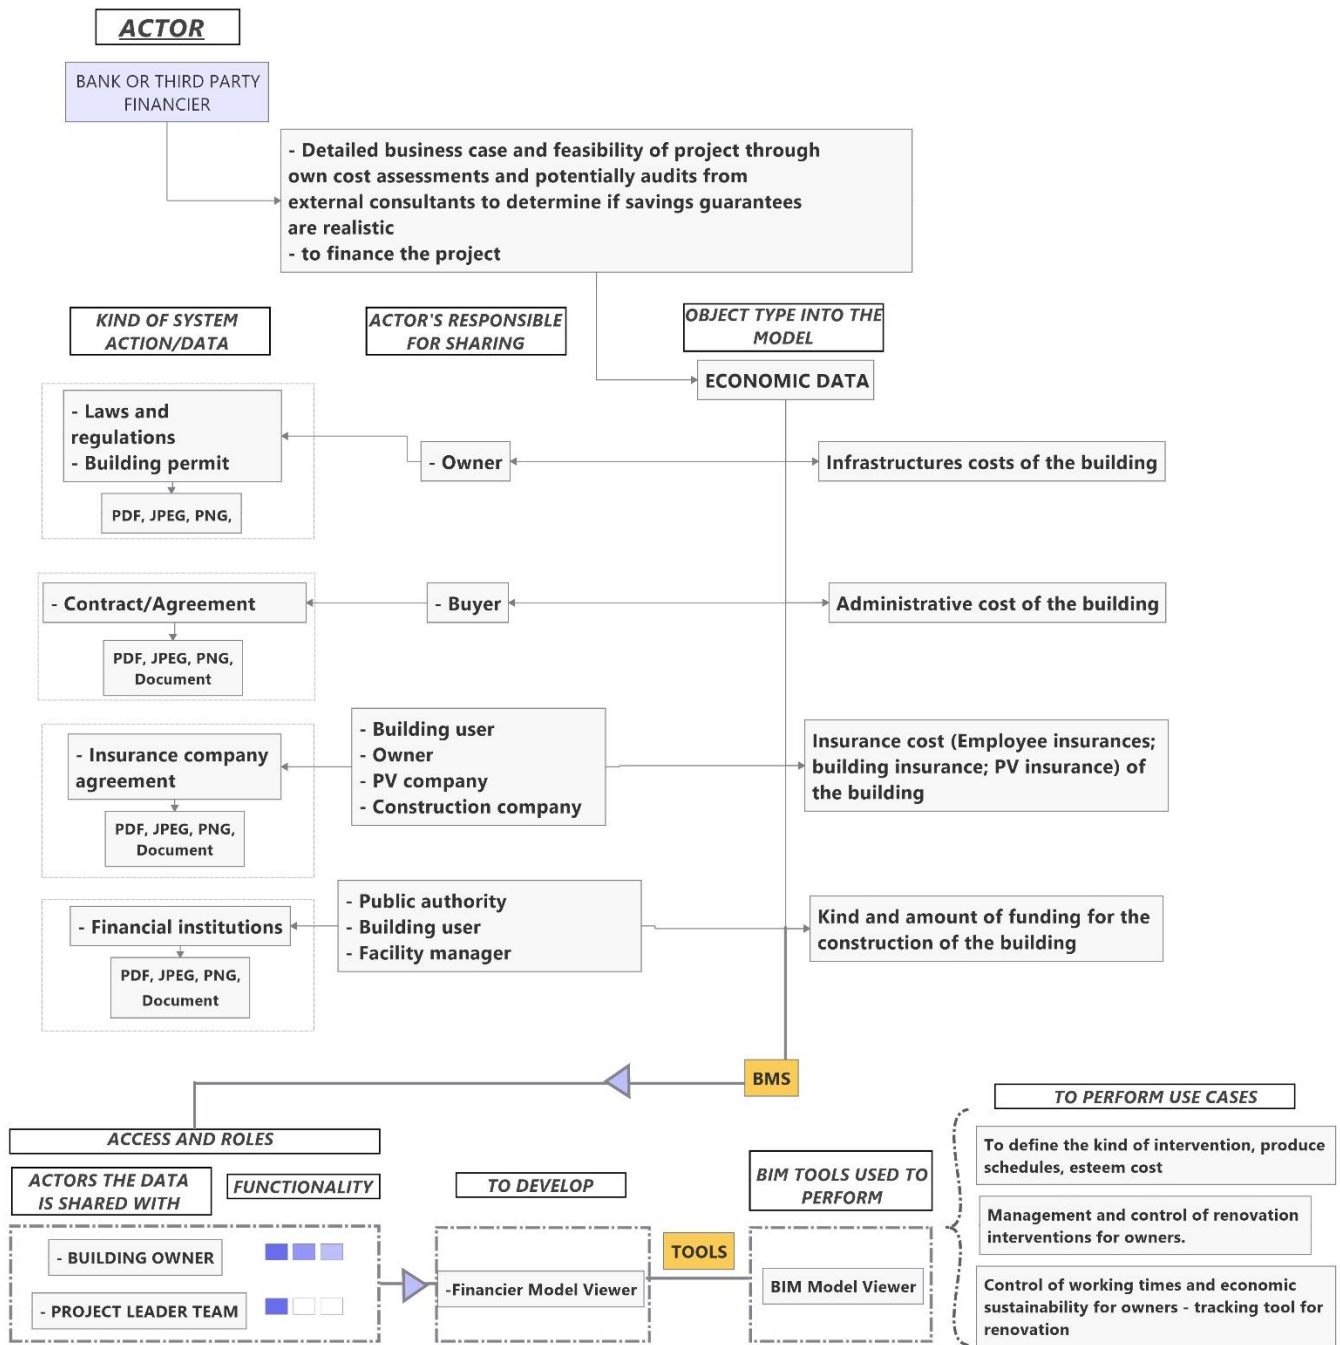 ACTOR
BANK OR THIRD PARTY
FINANCIER
- Detailed business case and feasibility of project through
own cost assessments and potentially audits from
external consultants to determine if savings guarantees
are realistic
- to finance the project
KIND OF SYSTEM
ACTION/DATA
ACTOR'S RESPONSIBLE
FOR SHARING
OBJECT TYPE INTO THE
MODEL
ECONOMIC DATA
- Laws and
regulations
- Building permit
PDF, JPEG, PNG,
- Owner
Infrastructures costs of the building
- Contract/Agreement
PDF, JPEG, PNG,
Document
- Buyer
Administrative cost of the building
- Insurance company
agreement
PDF, JPEG, PNG,
Document
- Building user
- Owner
- PV company
- Construction company
Insurance cost (Employee insurances;
building insurance; PV insurance) of
the building
- Financial institutions
PDF, JPEG, PNG,
Document
- Public authority
- Building user
- Facility manager
Kind and amount of funding for the
construction of the building
BMS
ACCESS AND ROLES
ACTORS THE DATA
IS SHARED WITH
FUNCTIONALITY
- BUILDING OWNER
- PROJECT LEADER TEAM
TO DEVELOP
-Financier Model Viewer
TOOLS
BIM TOOLS USED TO
PERFORM
BIM Model Viewer
TO PERFORM USE CASES
To define the kind of intervention, produce
schedules, esteem cost
Management and control of renovation
interventions for owners.
Control of working times and economic
sustainability for owners - tracking tool for
renovation